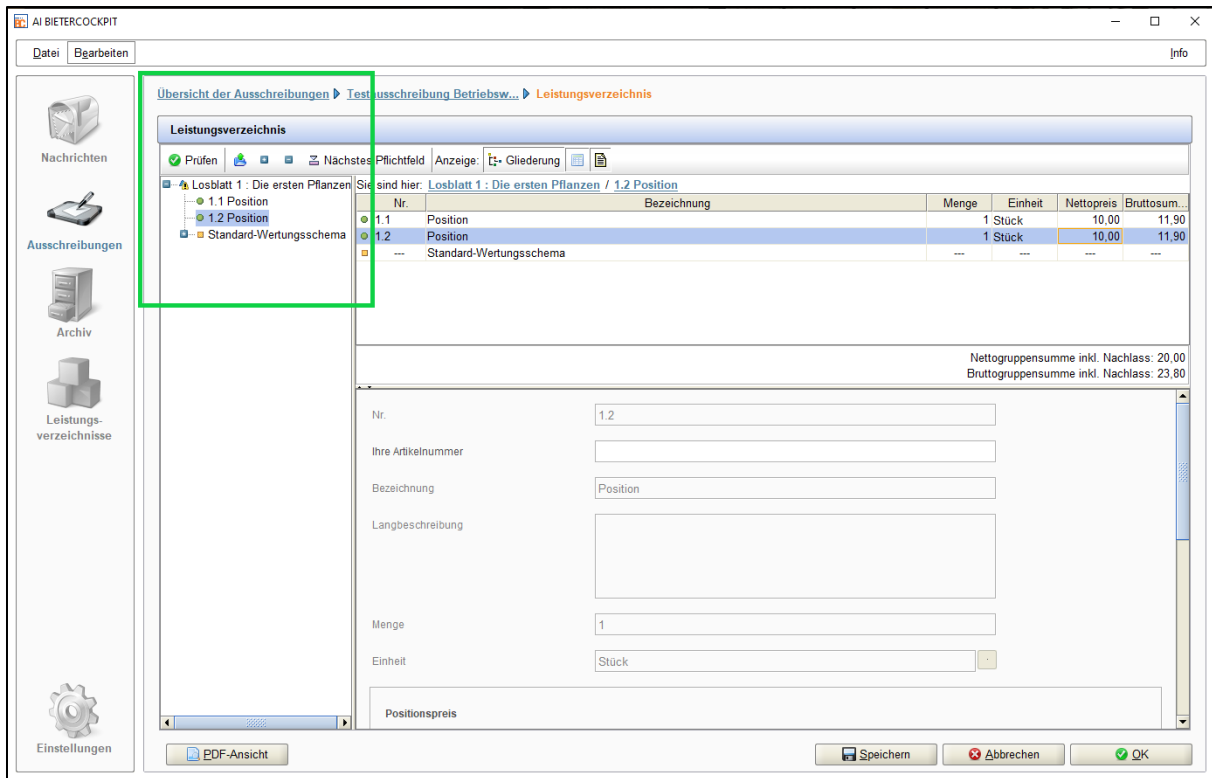 AI BIETERCOCKPIT
Datei Bearbeiten Info
Nachrichten
Ausschreibungen
Archiv
Leistungs-
verzeichnisse
Einstellungen
Übersicht der Ausschreibungen Testausschreibung Betriebsw... Leistungsverzeichnis
Leistungsverzeichnis
Prüfen Nächstes Pflichtfeld Anzeige: Gliederung
Losblatt 1 : Die ersten Pflanzen
1.1 Position
1.2 Position
Standard-Wertungsschema
Sie sind hier: Losblatt 1 : Die ersten Pflanzen / 1.2 Position
Nr. Bezeichnung Menge Einheit Nettopreis Bruttosum...
1.1 Position 1 Stück 10,00 11,90
1.2 Position 1 Stück 10,00 11,90
--- Standard-Wertungsschema --- --- --- ---
Nettogruppensumme inkl. Nachlass: 20,00
Bruttogruppensumme inkl. Nachlass: 23,80
Nr. 1.2
Ihre Artikelnummer
Bezeichnung Position
Langbeschreibung
Menge 1
Einheit Stück
Positionspreis
PDF-Ansicht Speichern Abbrechen OK